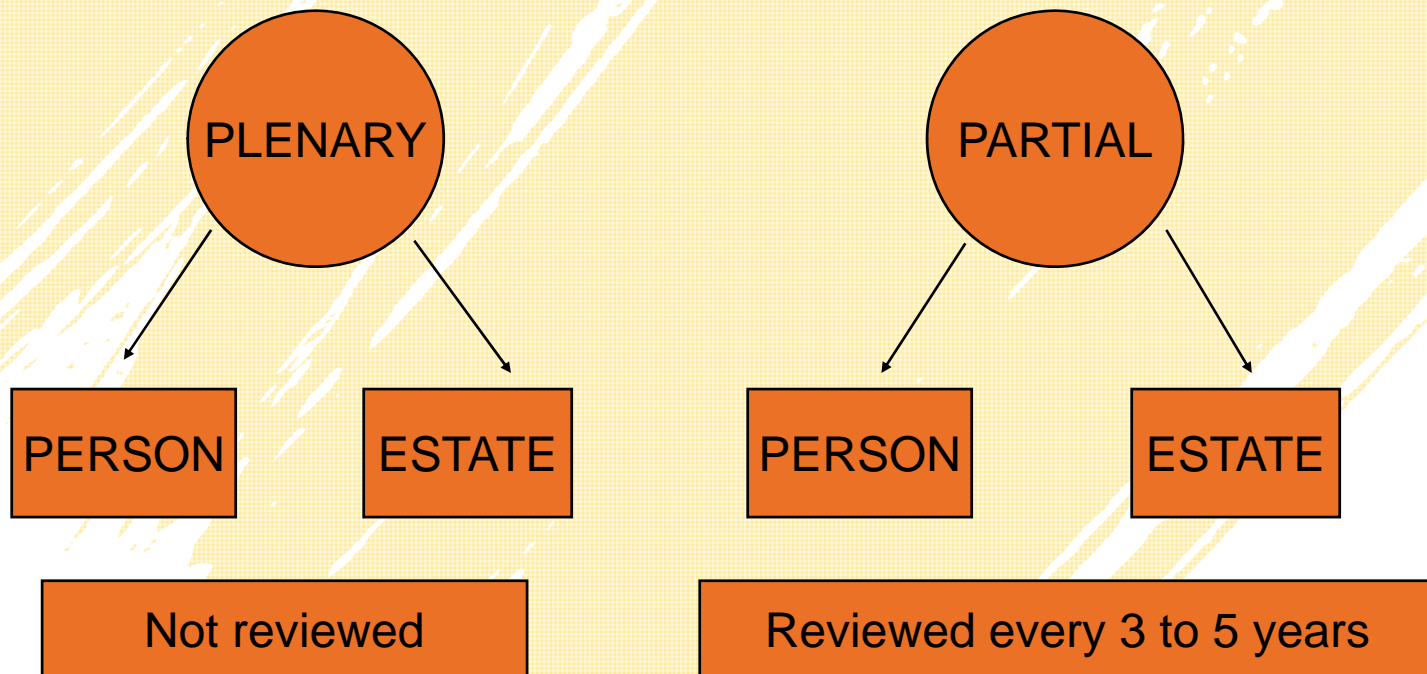 PLENARY
PARTIAL
PERSON
ESTATE
PERSON
ESTATE
Not reviewed
Reviewed every 3 to 5 years